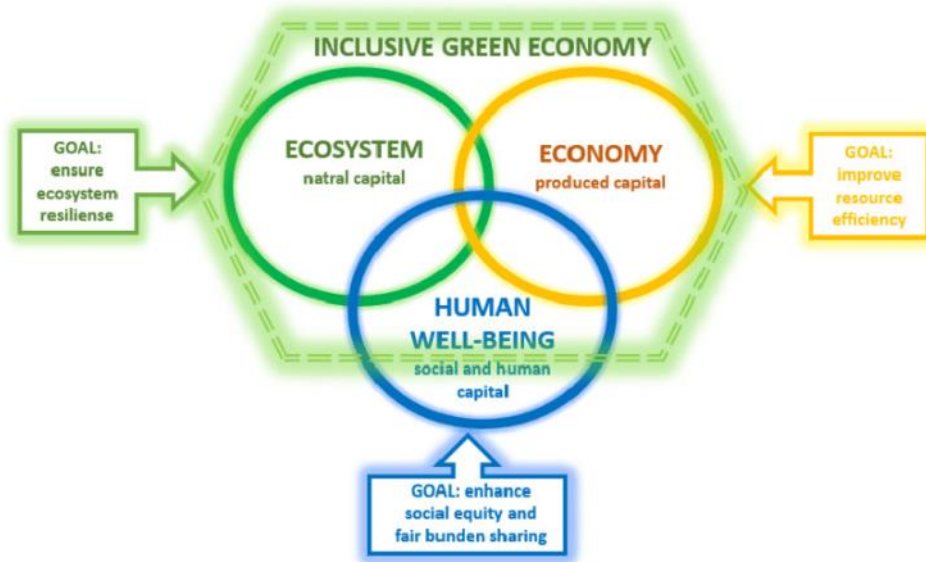 INCLUSIVE GREEN ECONOMY
ECOSYSTEM
natral capital
ECONOMY
produced capital
GOAL:
ensure
ecosystem
resiliense
GOAL:
improve
resource
efficiency
HUMAN
WELL-BEING
social and human
capital
GOAL: enhance
social equity and
fair bunden sharing